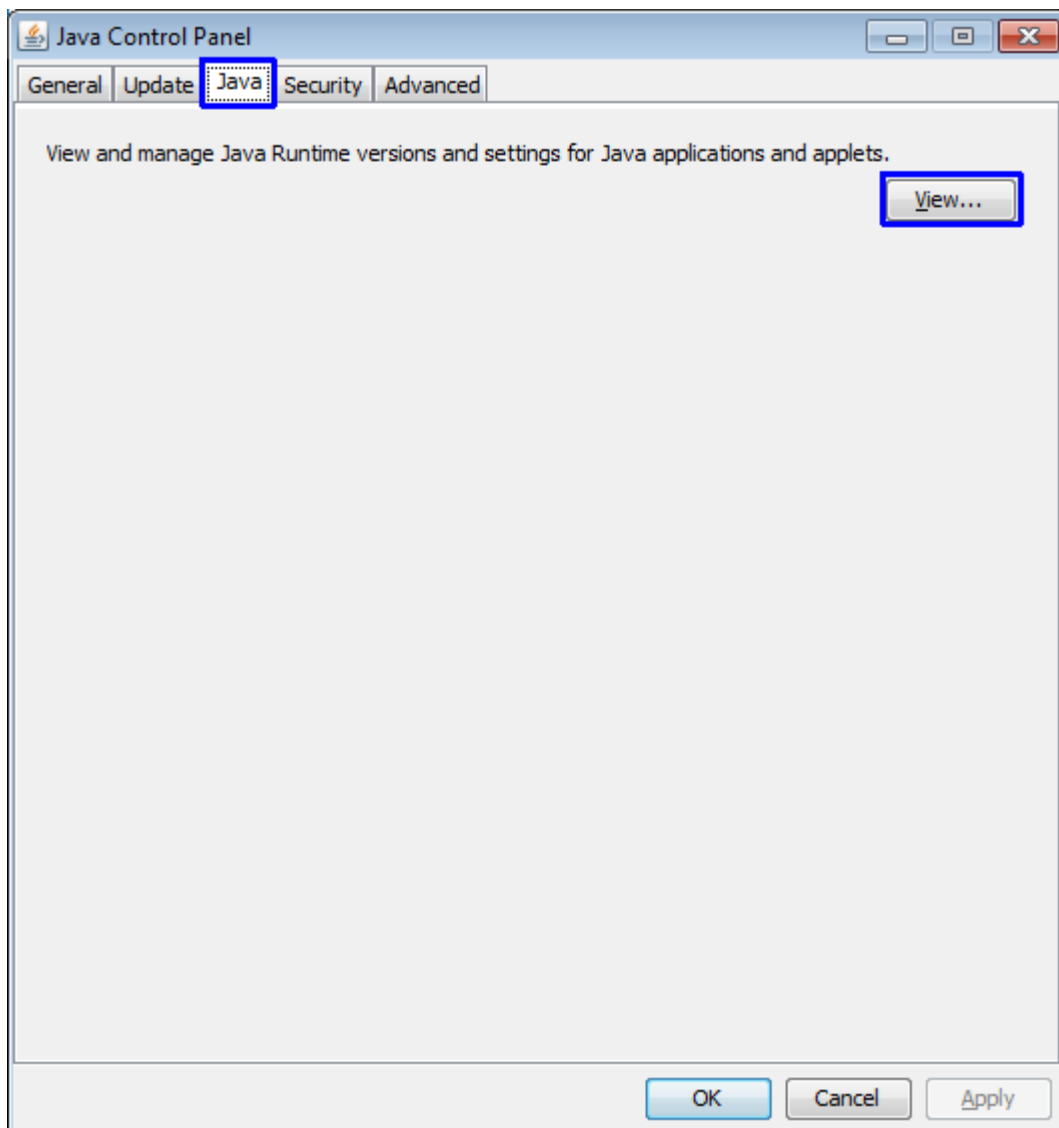 Java Control Panel
General Update Java Security Advanced
View and manage Java Runtime versions and settings for Java applications and applets.
View...
OK Cancel Apply